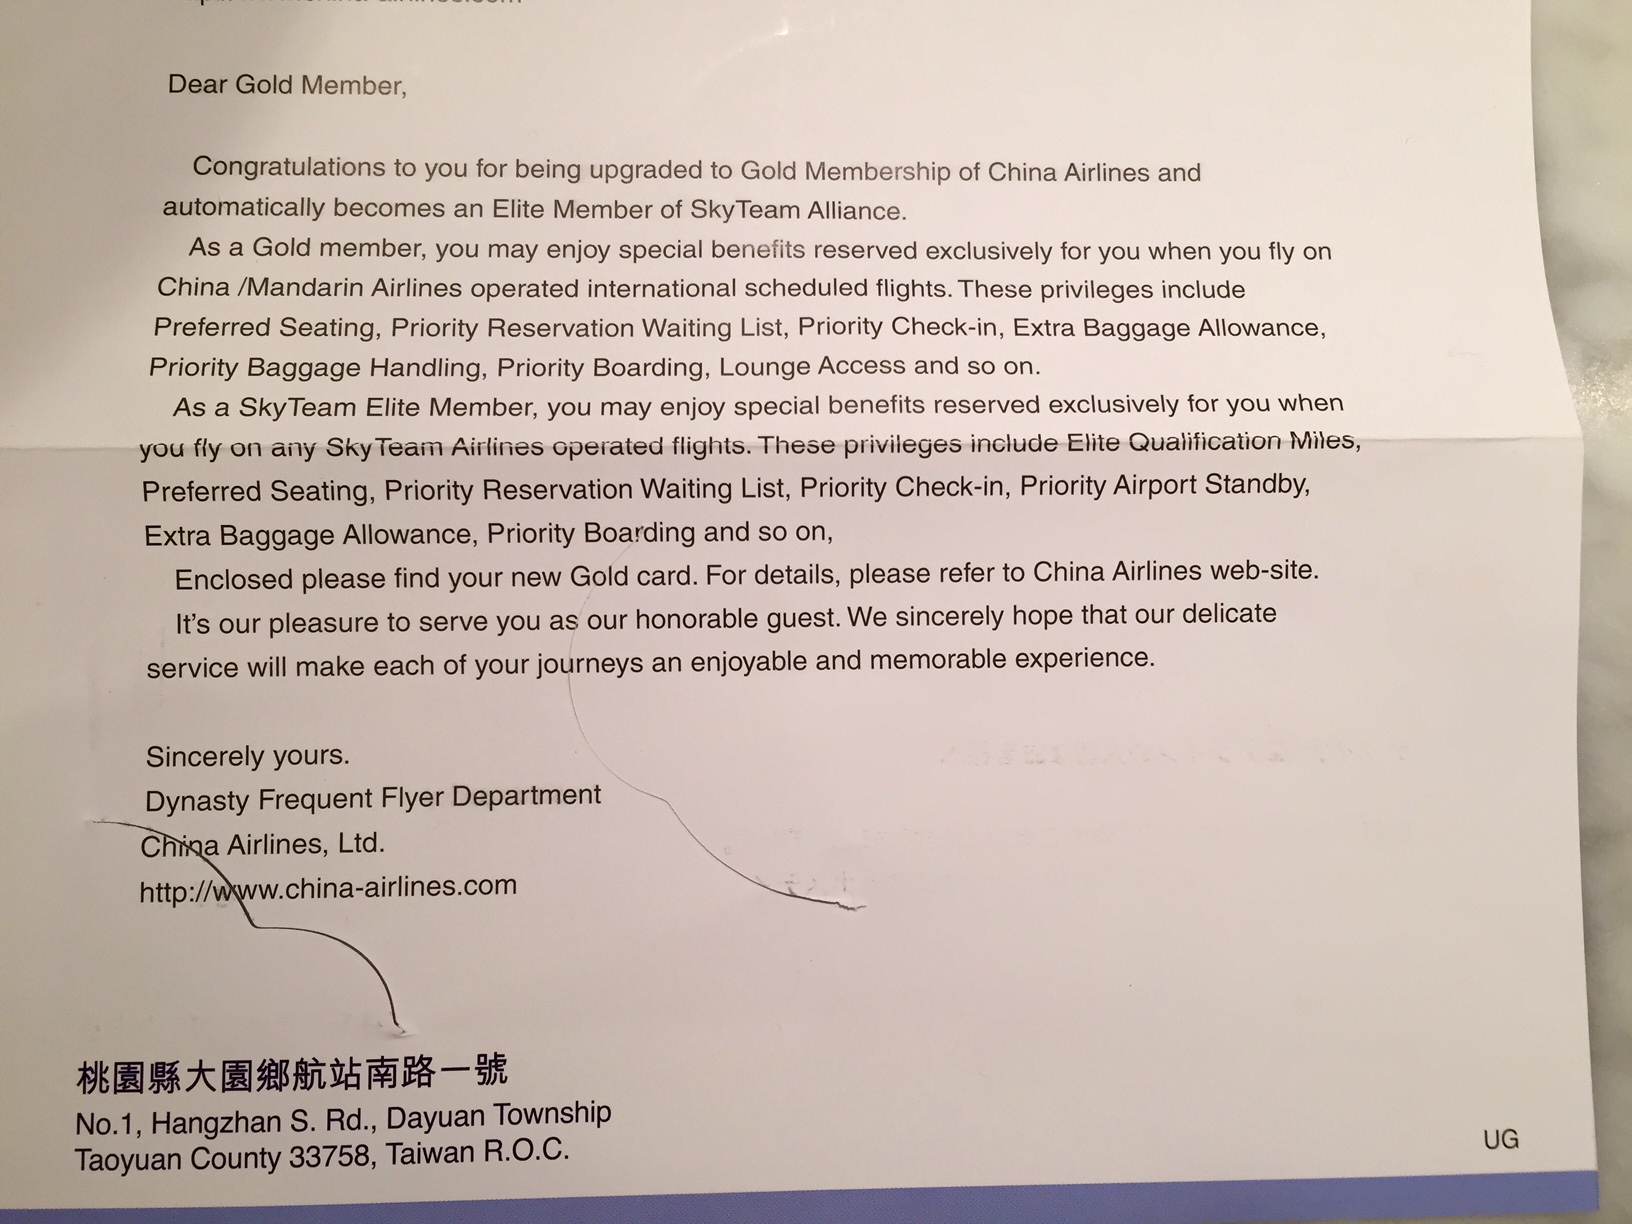 Dear Gold Member,
Congratulations to you for being upgraded to Gold Membership of China Airlines and
automatically becomes an Elite Member of SkyTeam Alliance.
As a Gold member, you may enjoy special benefits reserved exclusively for you when you fly on
China /Mandarin Airlines operated international scheduled flights. These privileges include
Preferred Seating, Priority Reservation Waiting List, Priority Check-in, Extra Baggage Allowance,
Priority Baggage Handling, Priority Boarding, Lounge Access and so on.
As a SkyTeam Elite Member, you may enjoy special benefits reserved exclusively for you when
you fly on any SkyTeam Airlines operated flights. These privileges include Elite Qualification Miles,
Preferred Seating, Priority Reservation Waiting List, Priority Check-in, Priority Airport Standby,
Extra Baggage Allowance, Priority Boarding and so on,
Enclosed please find your new Gold card. For details, please refer to China Airlines web-site.
It's our pleasure to serve you as our honorable guest. We sincerely hope that our delicate
service will make each of your journeys an enjoyable and memorable experience.
Sincerely yours.
Dynasty Frequent Flyer Department
China Airlines, Ltd.
http://www.china-airlines.com
桃園縣大園鄉航站南路一號
No.1, Hangzhan S. Rd., Dayuan Township
Taoyuan County 33758, Taiwan R.O.C.
UG